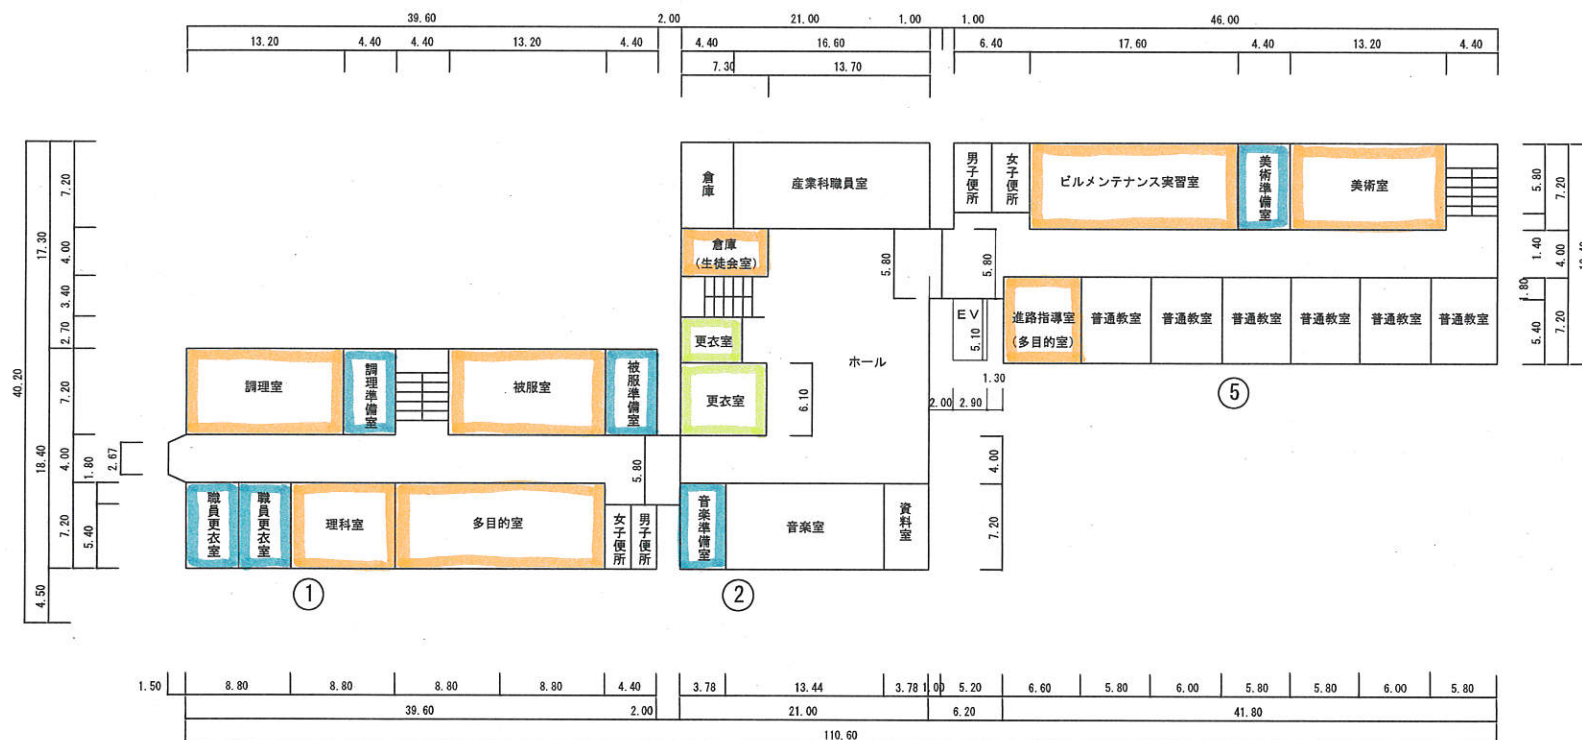 39.60
2.00
21.00
1.00
1.00
46.00
13.20
4.40
4.40
13.20
4.40
4.40
16.60
6.40
17.60
4.40
13.20
4.40
7.30
13.70
40.20
17.30
18.40
4.50
7.20
4.00
3.40
2.70
7.20
4.00
7.20
1.80
5.40
2.67
倉庫
産業科職員室
男子便所
女子便所
ビルメンテナンス実習室
美術準備室
美術室
5.80
7.20
1.40
4.00
1.80
5.40
7.20
倉庫
(生徒会室)
5.80
5.80
EV
5.10
進路指導室
(多目的室)
普通教室
普通教室
普通教室
普通教室
普通教室
普通教室
更衣室
ホール
更衣室
6.10
1.30
2.00
2.90
⑤
調理室
調理準備室
被服室
被服準備室
5.80
4.00
7.20
職員更衣室
職員更衣室
理科室
多目的室
女子便所
男子便所
音楽準備室
音楽室
資料室
①
②
1.50
8.80
8.80
8.80
8.80
4.40
3.78
13.44
3.78
1.00
5.20
6.60
5.80
6.00
5.80
5.80
6.00
5.80
39.60
2.00
21.00
6.20
41.80
110.60